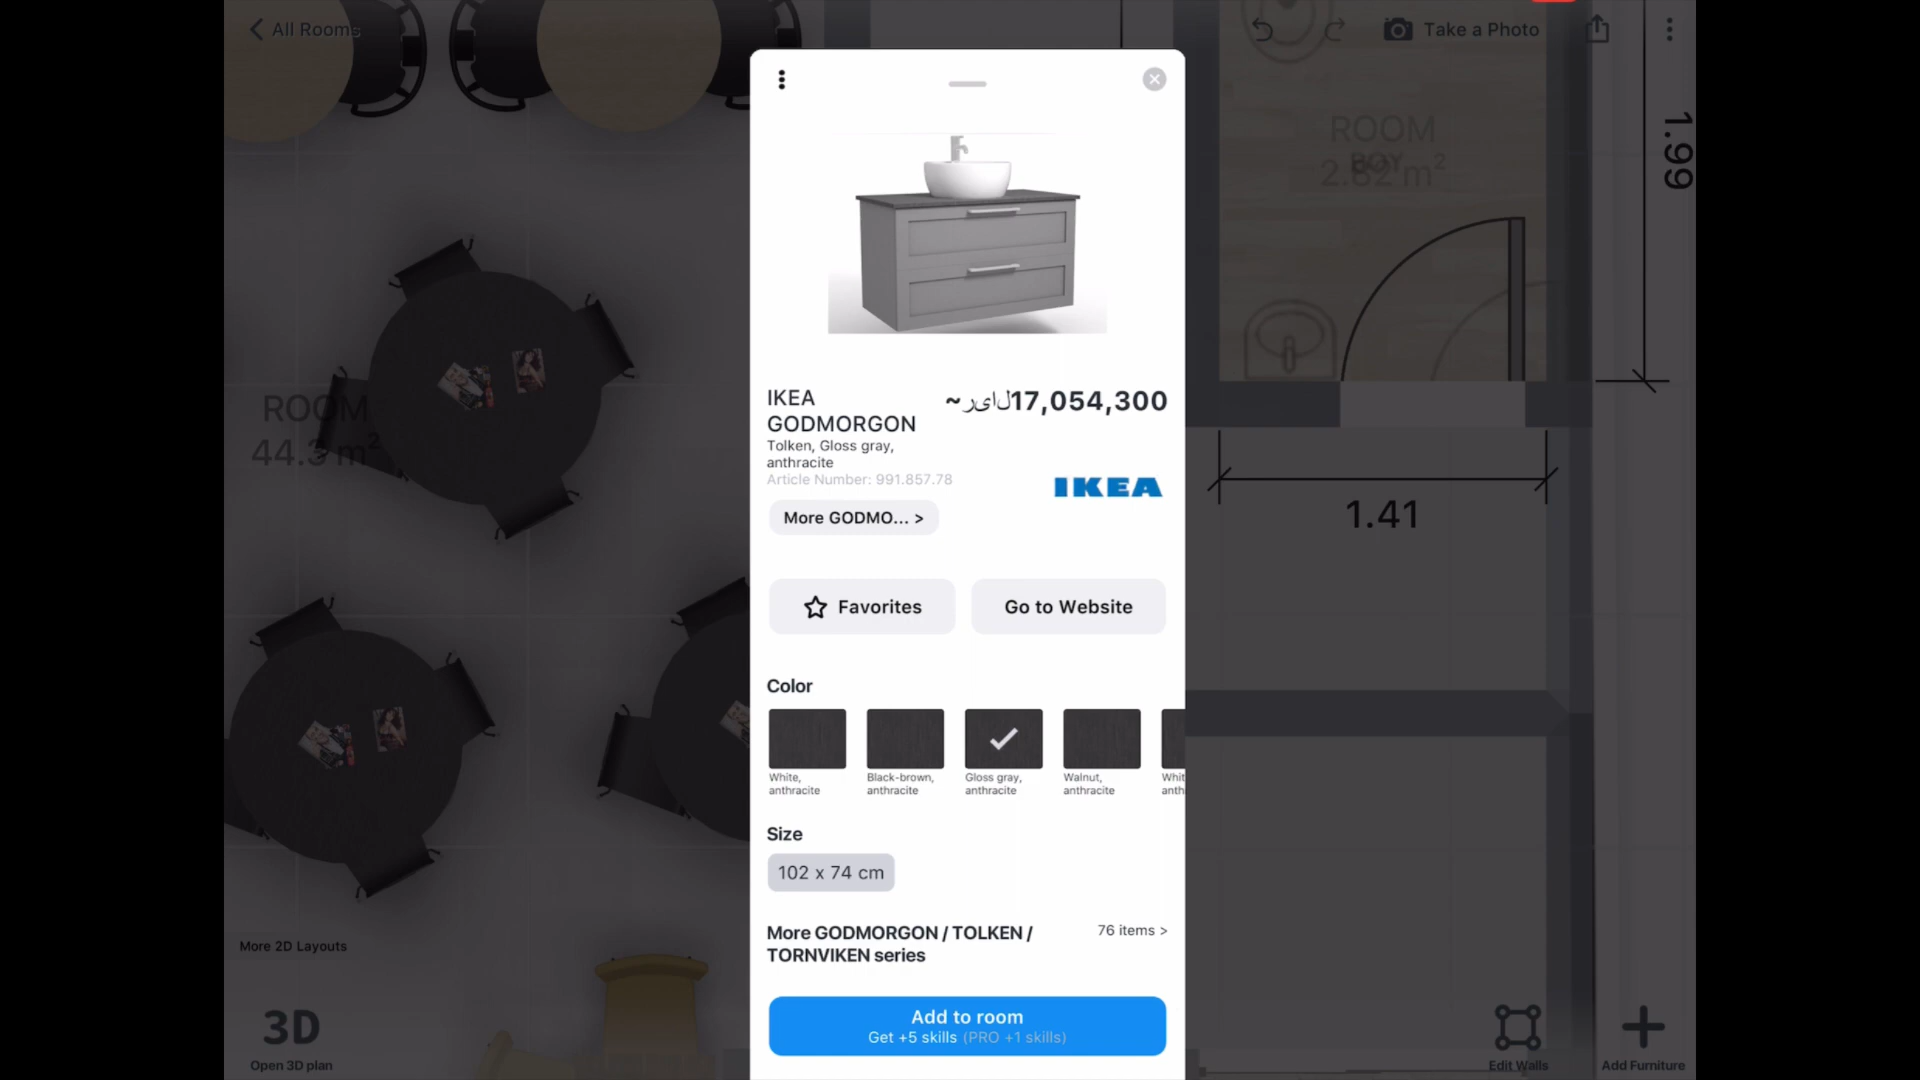 All Rooms
Take a Photo
ROOM
BOY
2.82 m²
1.99
IKEA
GODMORGON
~ریال17,054,300
Tolken, Gloss gray,
anthracite
Article Number: 991.857.78
IKEA
More GODMO... >
ROOM
44.3 m²
1.41
Favorites
Go to Website
Color
White,
anthracite
Black-brown,
anthracite
Gloss gray,
anthracite
Walnut,
anthracite
Whit
anth
Size
102 x 74 cm
More GODMORGON / TOLKEN /
TORNVIKEN series
76 items >
Add to room
Get +5 skills (PRO +1 skills)
More 2D Layouts
3D
Open 3D plan
Edit Walls
Add Furniture